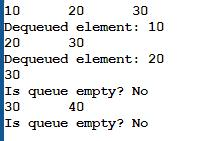 10 20 30
Dequeued element: 10
20 30
Dequeued element: 20
30
Is queue empty? No
30 40
Is queue empty? No